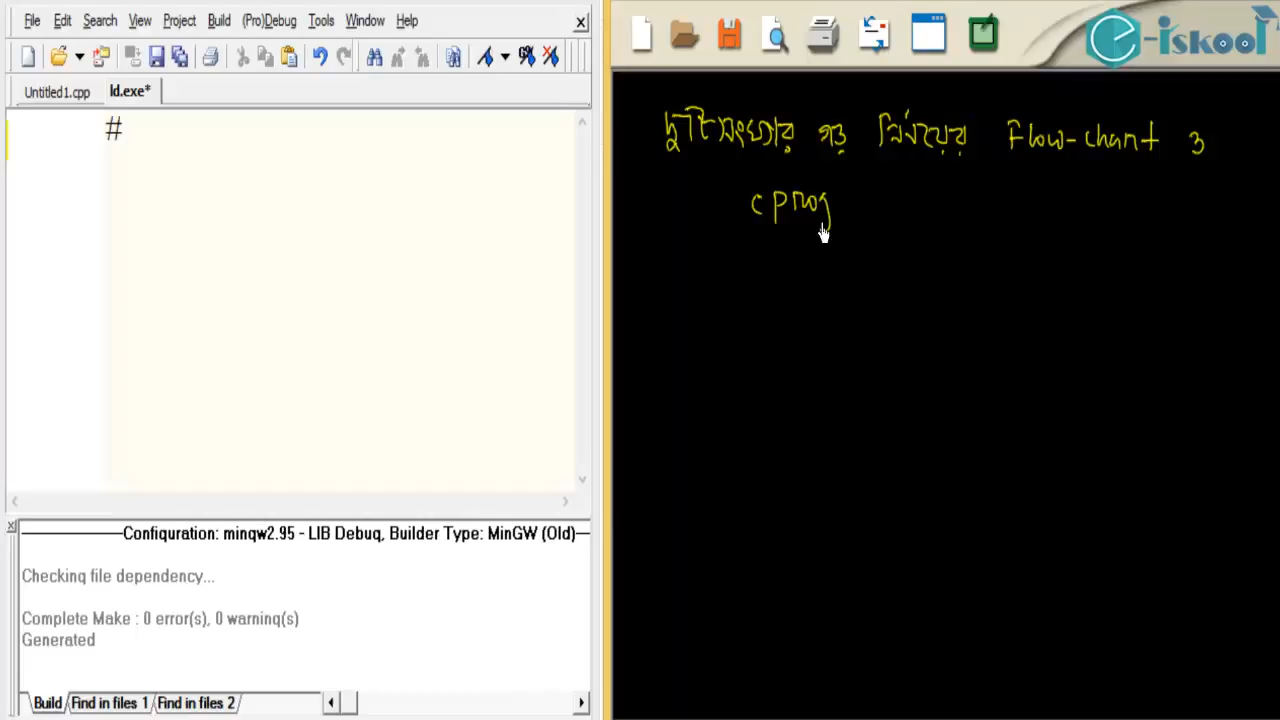 File Edit Search View Project Build (Pro)Debug Tools Window Help
e-iskool
Untitled1.cpp ld.exe*
#
দুটি সংখ্যার গড় নির্ণয়ের Flow-chart ও
c prog
Configuration: mingw2.95 - LIB Debug, Builder Type: MinGW (Old)
Checking file dependency...
Complete Make : 0 error(s), 0 warning(s)
Generated
Build Find in files 1 Find in files 2